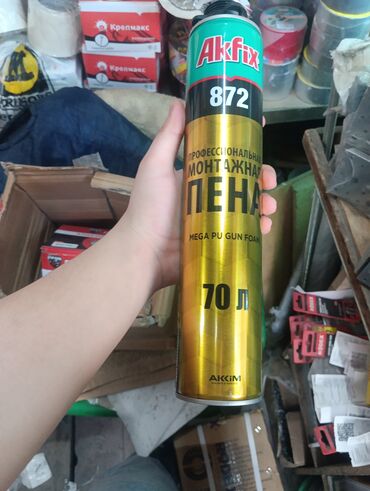 Крепмакс
Крепмакс
Akfix
872
ПРОФЕССИОНАЛЬНАЯ
МОНТАЖНАЯ
ПЕНА
MEGA PU GUN FOAM
70 Л
AKKIM